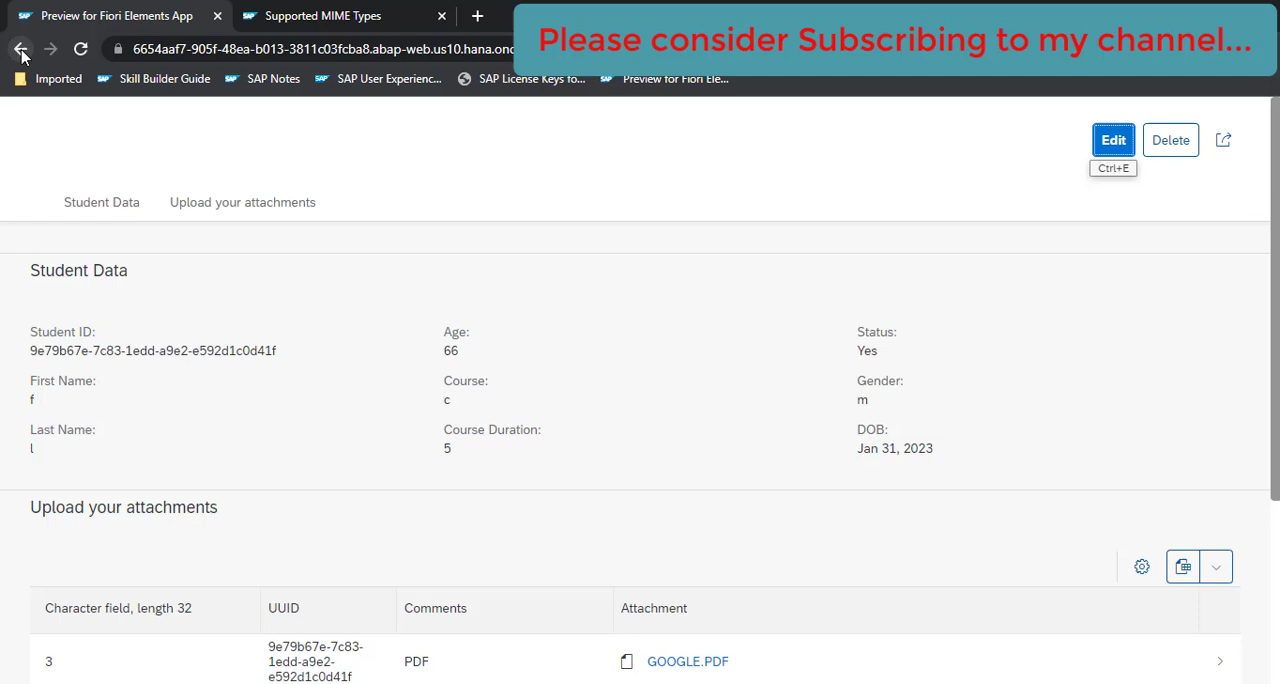 Preview for Fiori Elements App
Supported MIME Types
Please consider Subscribing to my channel...
6654aaf7-905f-48ea-b013-3811c03fcba8.abap-web.us10.hana.ond
Imported
Skill Builder Guide
SAP Notes
SAP User Experienc...
SAP License Keys fo...
Preview for Fiori Ele...
Edit
Delete
Ctrl+E
Student Data
Upload your attachments
Student Data
Student ID:
9e79b67e-7c83-1edd-a9e2-e592d1c0d41f
Age:
66
Status:
Yes
First Name:
f
Course:
c
Gender:
m
Last Name:
l
Course Duration:
5
DOB:
Jan 31, 2023
Upload your attachments
Character field, length 32
UUID
Comments
Attachment
3
9e79b67e-7c83-
1edd-a9e2-
e592d1c0d41f
PDF
GOOGLE.PDF